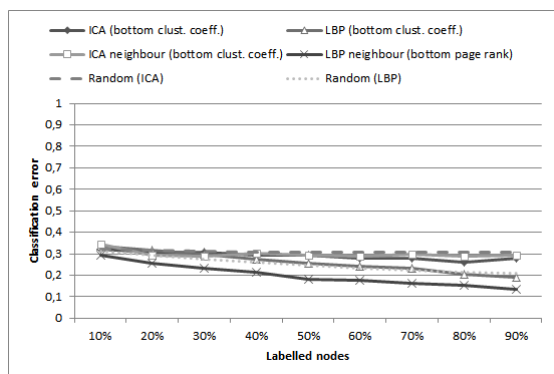 ICA (bottom clust. coeff.) LBP (bottom clust. coeff.)
ICA neighbour (bottom clust. coeff.) LBP neighbour (bottom page rank)
Random (ICA) Random (LBP)
1
0,9
0,8
0,7
0,6
0,5
0,4
0,3
0,2
0,1
0
Classification error
10% 20% 30% 40% 50% 60% 70% 80% 90%
Labelled nodes